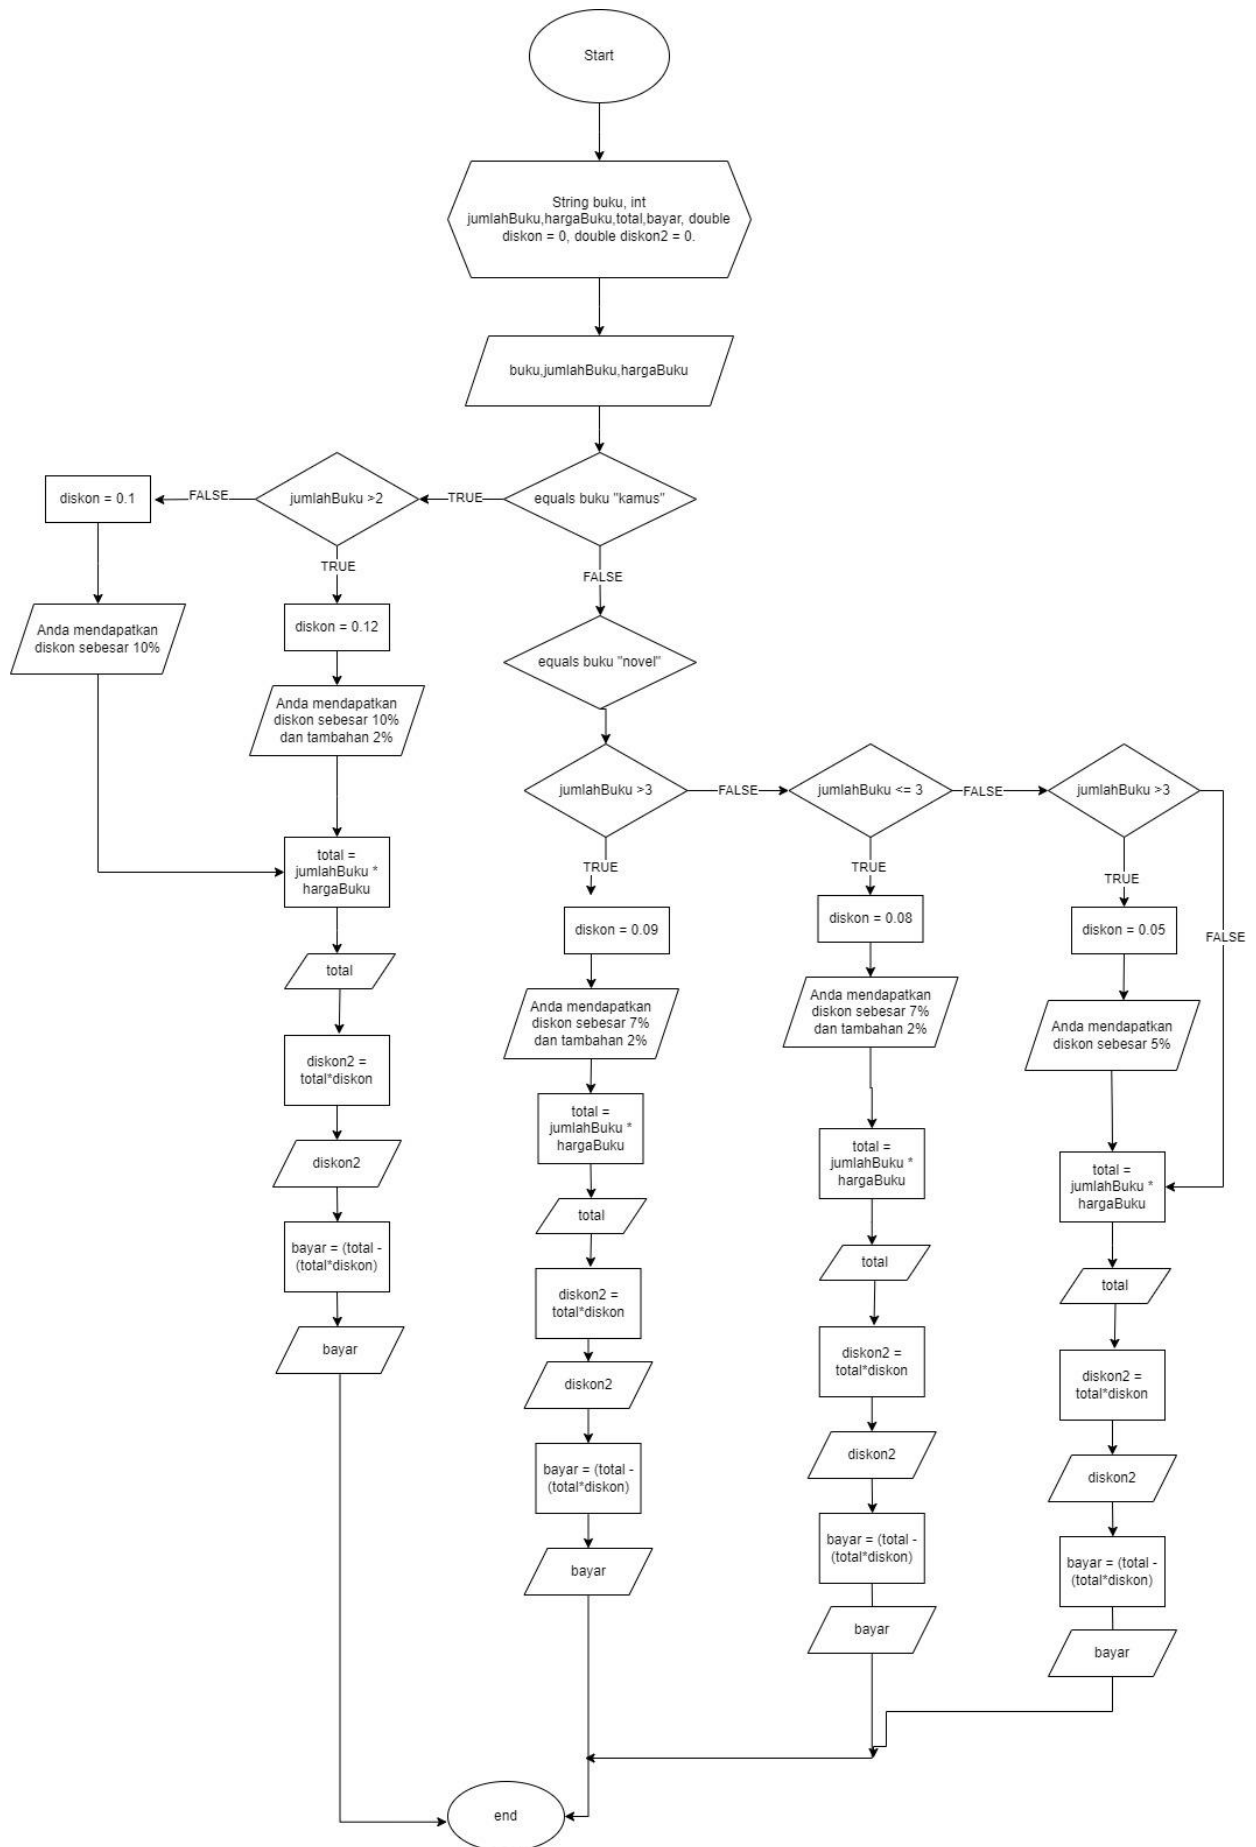 Start
String buku, int
jumlahBuku,hargaBuku,total,bayar, double
diskon = 0, double diskon2 = 0.
buku,jumlahBuku,hargaBuku
diskon = 0.1
FALSE
jumlahBuku >2
TRUE
equals buku "kamus"
TRUE
FALSE
Anda mendapatkan
diskon sebesar 10%
diskon = 0.12
equals buku "novel"
Anda mendapatkan
diskon sebesar 10%
dan tambahan 2%
jumlahBuku >3
FALSE
jumlahBuku <= 3
FALSE
jumlahBuku >3
total =
jumlahBuku *
hargaBuku
TRUE
TRUE
TRUE
diskon = 0.09
diskon = 0.08
diskon = 0.05
FALSE
total
Anda mendapatkan
diskon sebesar 7%
dan tambahan 2%
Anda mendapatkan
diskon sebesar 7%
dan tambahan 2%
Anda mendapatkan
diskon sebesar 5%
diskon2 =
total*diskon
total =
jumlahBuku *
hargaBuku
total =
jumlahBuku *
hargaBuku
total =
jumlahBuku *
hargaBuku
diskon2
total
total
total
bayar = (total -
(total*diskon)
diskon2 =
total*diskon
diskon2 =
total*diskon
diskon2 =
total*diskon
bayar
diskon2
diskon2
diskon2
bayar = (total -
(total*diskon)
bayar = (total -
(total*diskon)
bayar = (total -
(total*diskon)
bayar
bayar
bayar
end